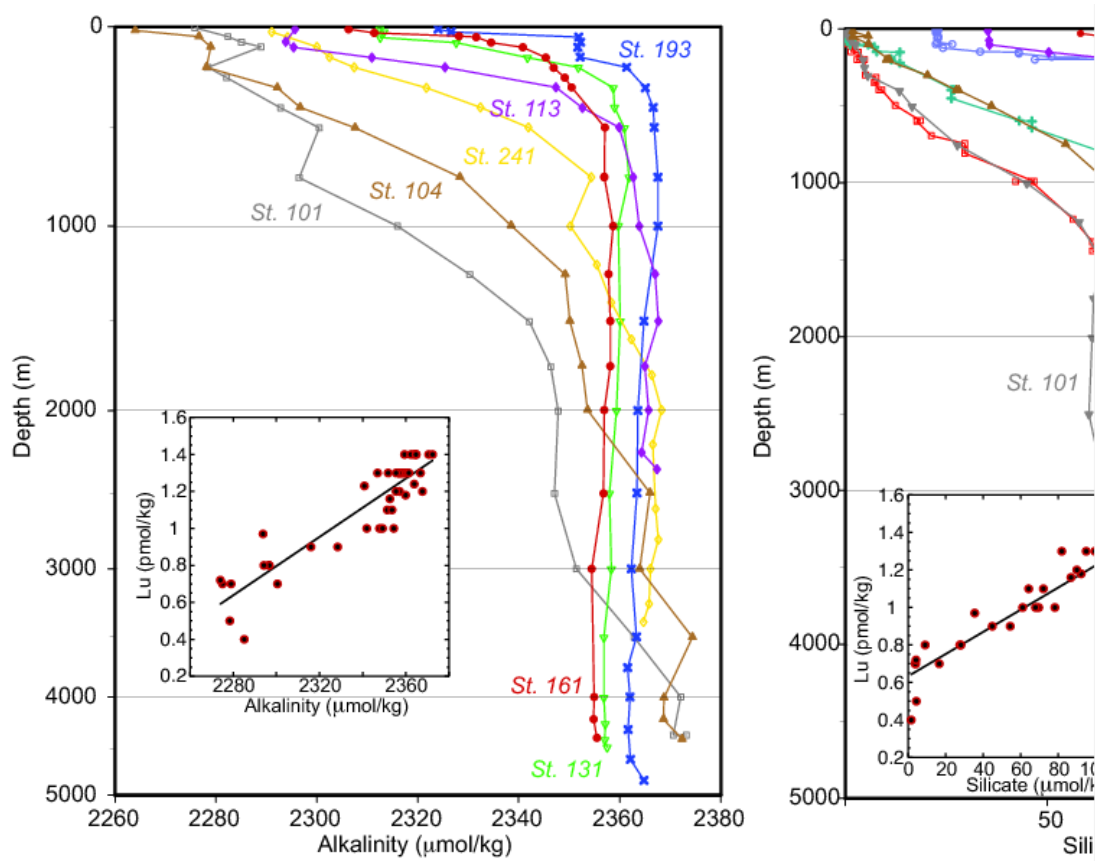 0
1000
2000
3000
4000
5000
Depth (m)
2260
2280
2300
2320
2340
2360
2380
Alkalinity (μmol/kg)
St. 193
St. 113
St. 241
St. 104
St. 101
St. 161
St. 131
1.6
1.4
1.2
1
0.8
0.6
0.4
0.2
Lu (pmol/kg)
2280
2320
2360
Alkalinity (μmol/kg)
0
1000
2000
3000
4000
5000
Depth (m)
St. 101
50
Sili
1.6
1.4
1.2
1
0.8
0.6
0.4
0.2
Lu (pmol/kg)
0
20
40
60
80
10
Silicate (μmol/k